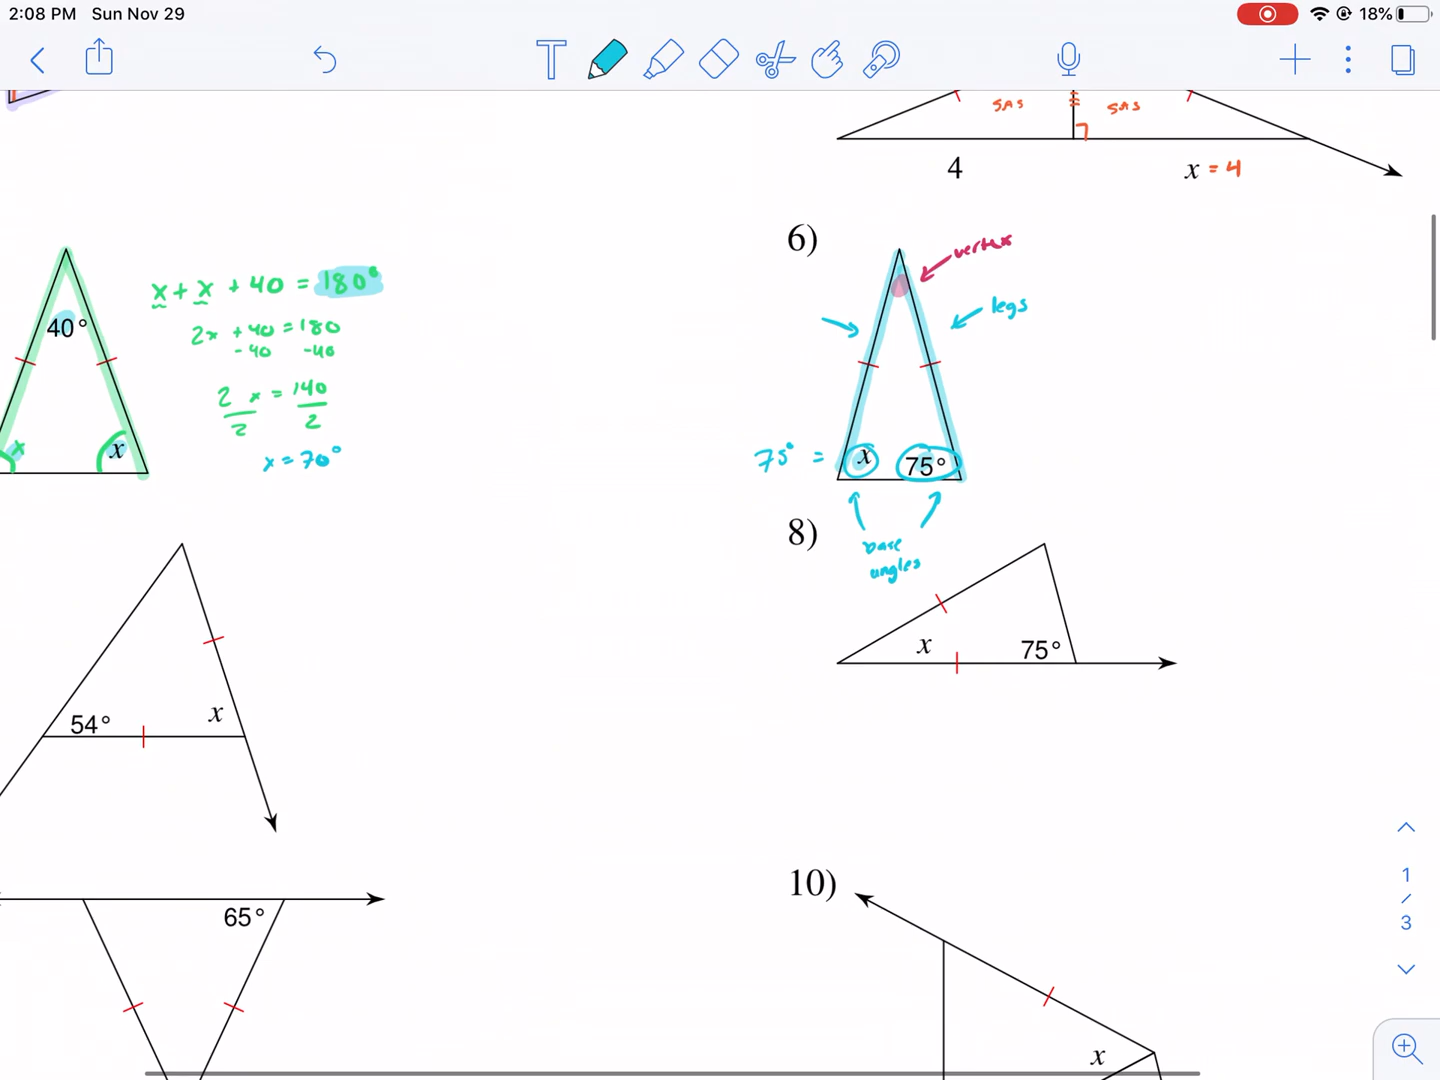 2:08 PM Sun Nov 29
18%
T
SAS
SAS
4
x = 4
6)
vertex
x + x + 40 = 180°
40°
legs
2x + 40 = 180
- 40 -40
2 x = 140
2 2
x
x
x = 70°
75° = x 75°
8)
base
angles
x
75°
54°
x
65°
10)
x
1
/
3